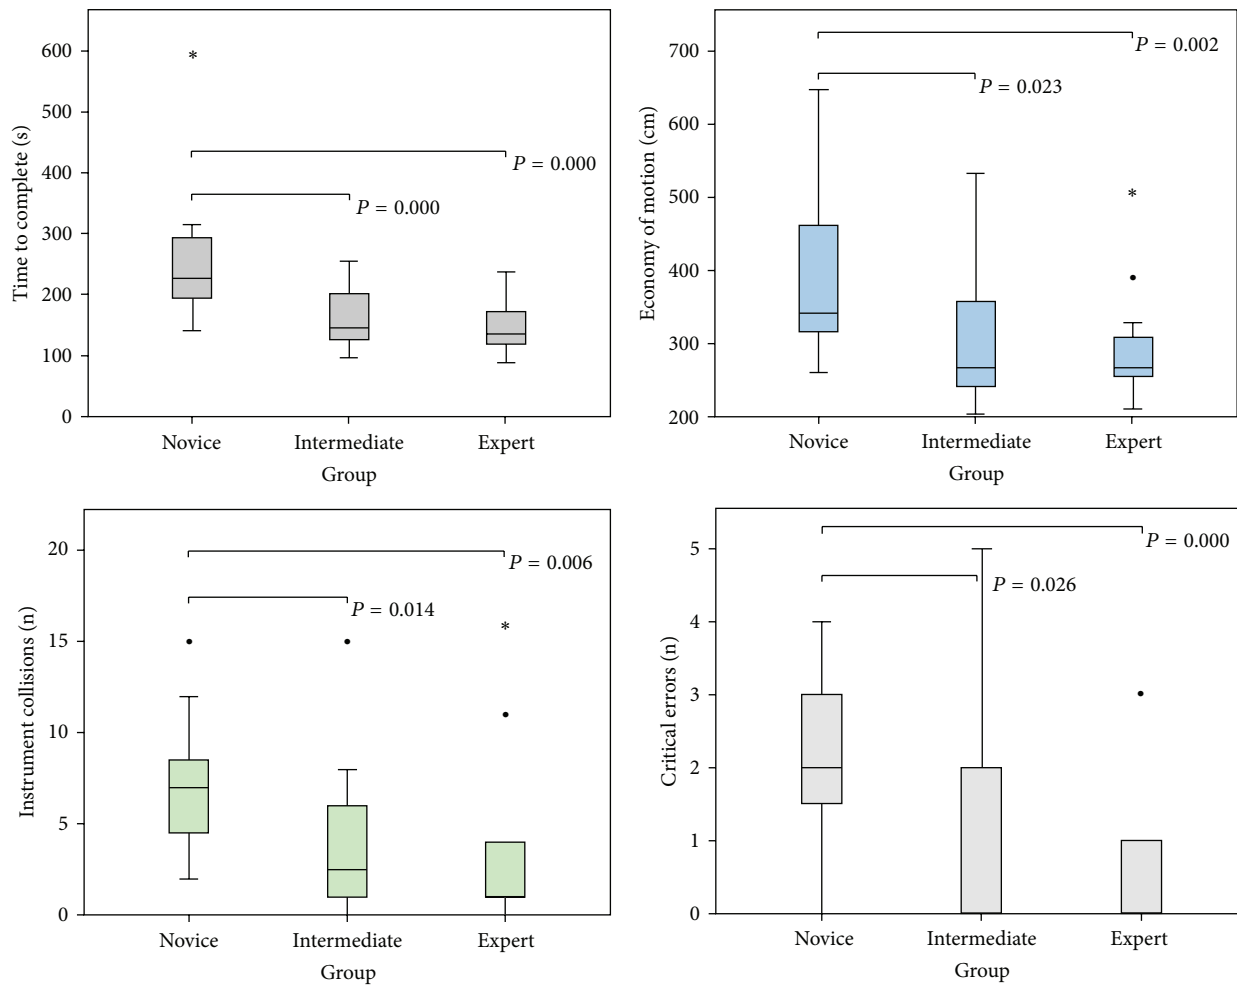 Time to complete (s)
600
500
400
300
200
100
0
*
P = 0.000
P = 0.000
Novice
Intermediate
Expert
Group
Economy of motion (cm)
700
600
500
400
300
200
P = 0.002
P = 0.023
*
Novice
Intermediate
Expert
Group
Instrument collisions (n)
20
15
10
5
0
P = 0.006
P = 0.014
*
Novice
Intermediate
Expert
Group
Critical errors (n)
5
4
3
2
1
0
P = 0.000
P = 0.026
Novice
Intermediate
Expert
Group